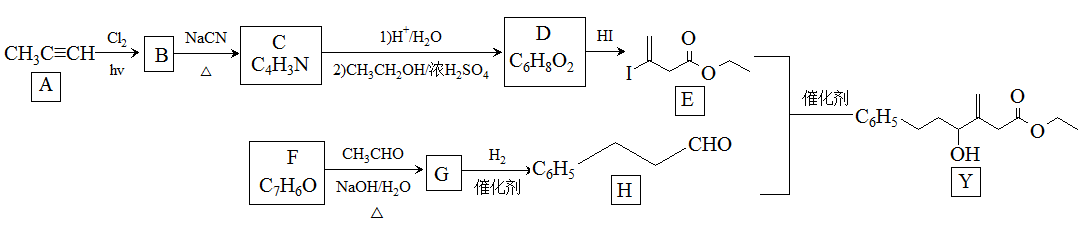 CH₃C≡CH
Cl₂
hv
B
NaCN
△
C
C₄H₃N
1)H⁺/H₂O
2)CH₃CH₂OH/浓H₂SO₄
D
C₆H₈O₂
HI
I
O
O
E
A
催化剂
C₆H₅
O
O
OH
Y
F
C₇H₆O
CH₃CHO
NaOH/H₂O
△
G
H₂
催化剂
C₆H₅
CHO
H